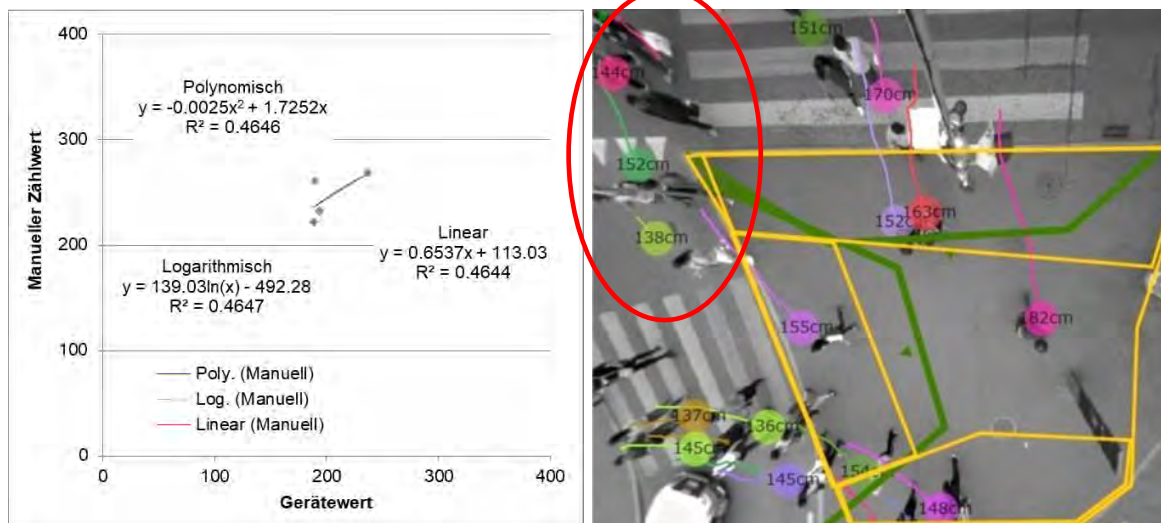 400
300
200
100
0
0
100
200
300
400
Manueller Zählwert
Gerätewert
Polynomisch
y = -0.0025x² + 1.7252x
R² = 0.4646
Linear
y = 0.6537x + 113.03
R² = 0.4644
Logarithmisch
y = 139.03ln(x) - 492.28
R² = 0.4647
Poly. (Manuell)
Log. (Manuell)
Linear (Manuell)
151cm
144cm
170cm
152cm
163cm
138cm
155cm
182cm
137cm
136cm
145cm
145cm
148cm